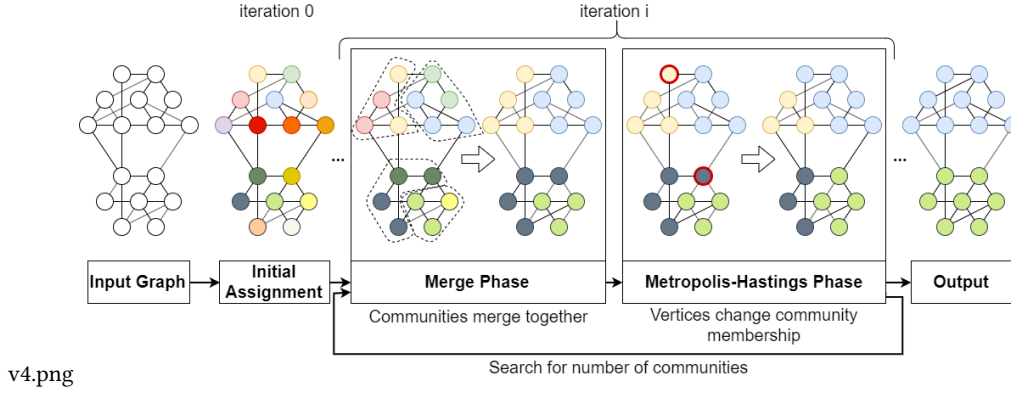 iteration 0
iteration i
...
...
Input Graph
Initial
Assignment
Merge Phase
Metropolis-Hastings Phase
Output
Communities merge together
Vertices change community
membership
Search for number of communities
v4.png